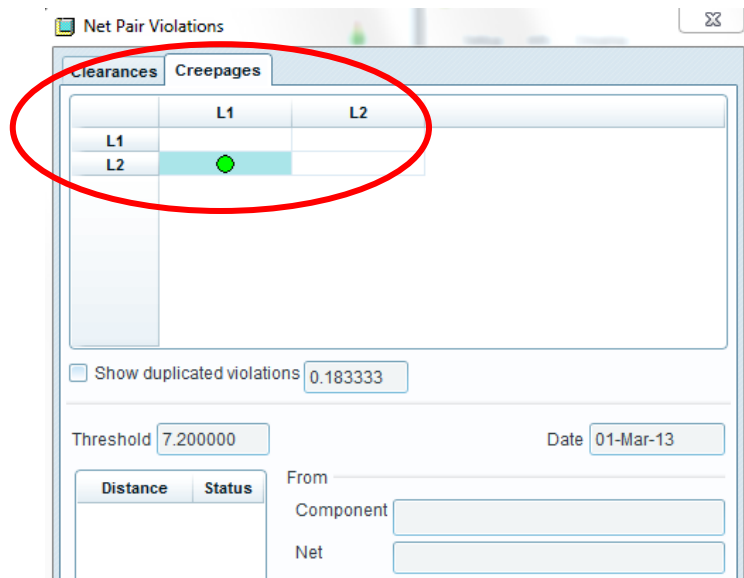 Net Pair Violations
Clearances Creepages
L1 L2
L1
L2
Show duplicated violations 0.183333
Threshold 7.200000 Date 01-Mar-13
Distance Status
From
Component
Net